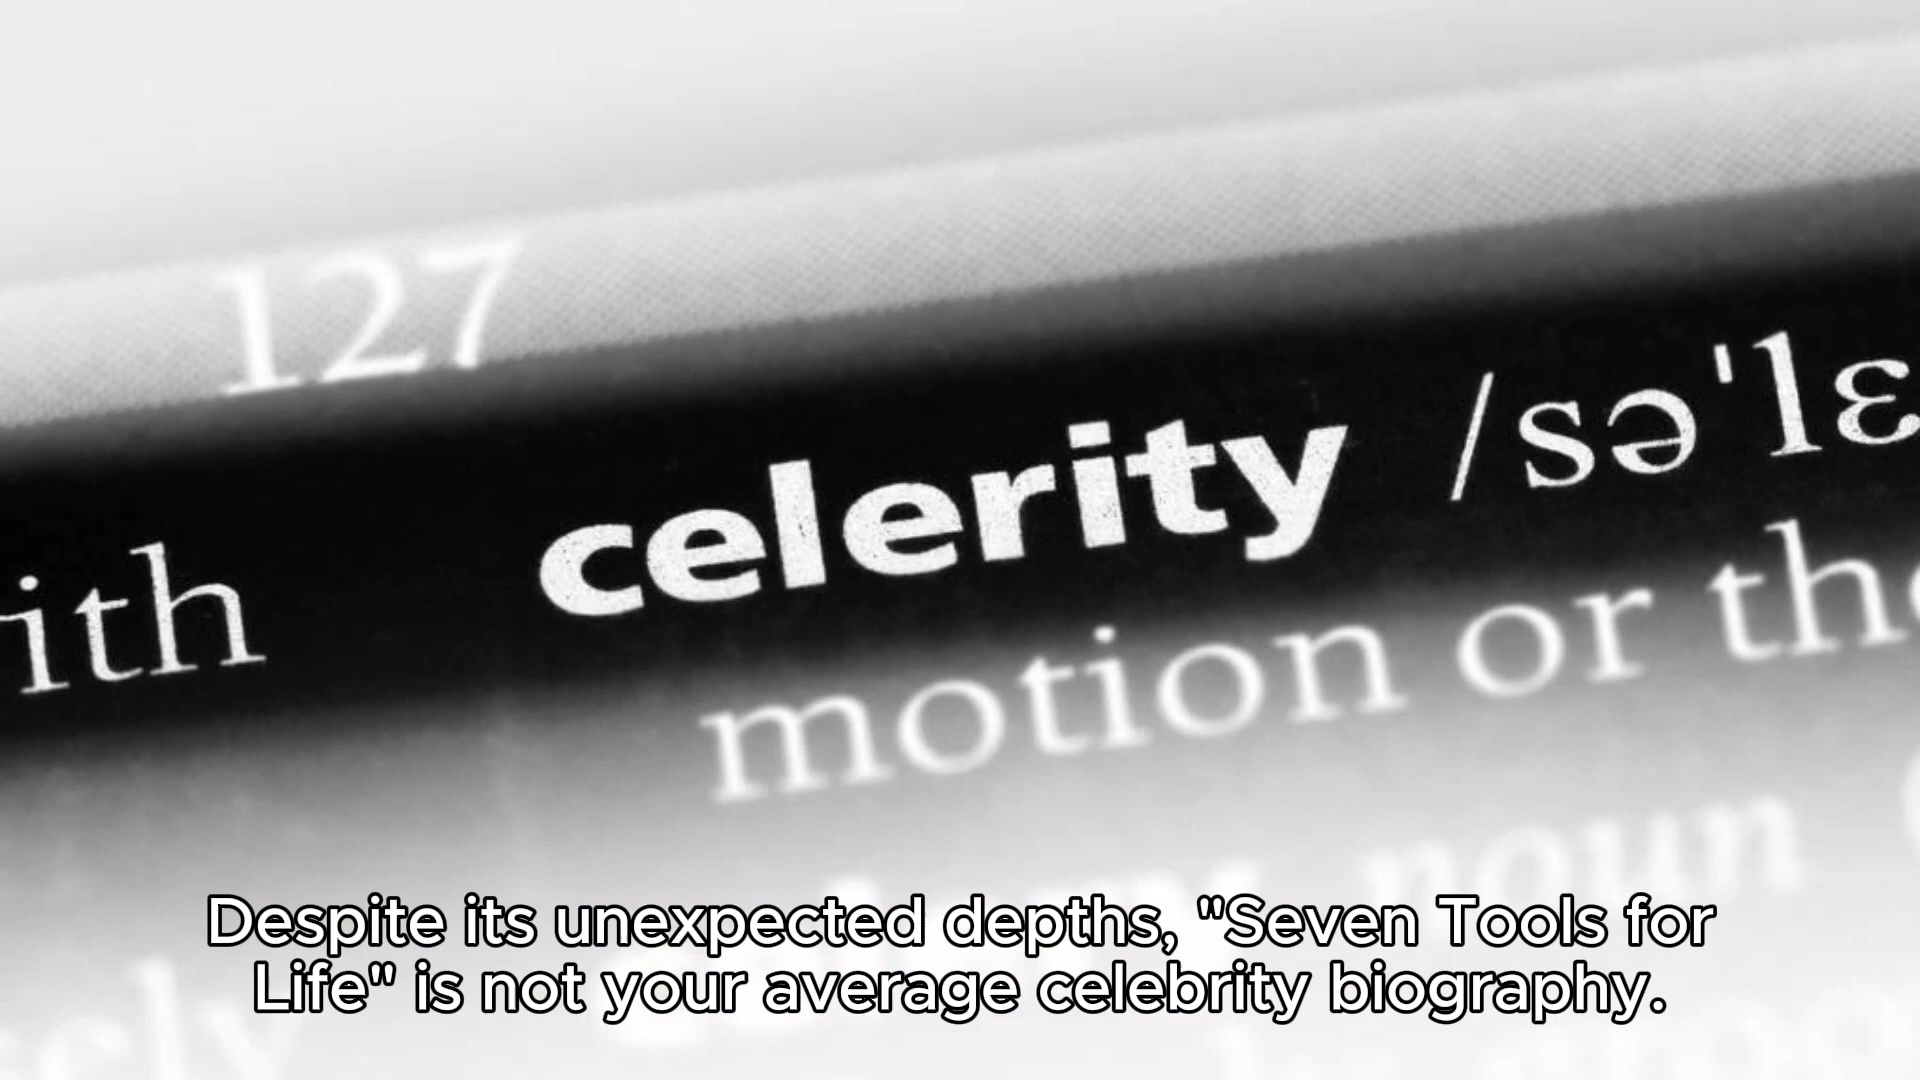 127
ith
celerity /sə'lɛ
motion or the
noun
Despite its unexpected depths, "Seven Tools for
Life" is not your average celebrity biography.